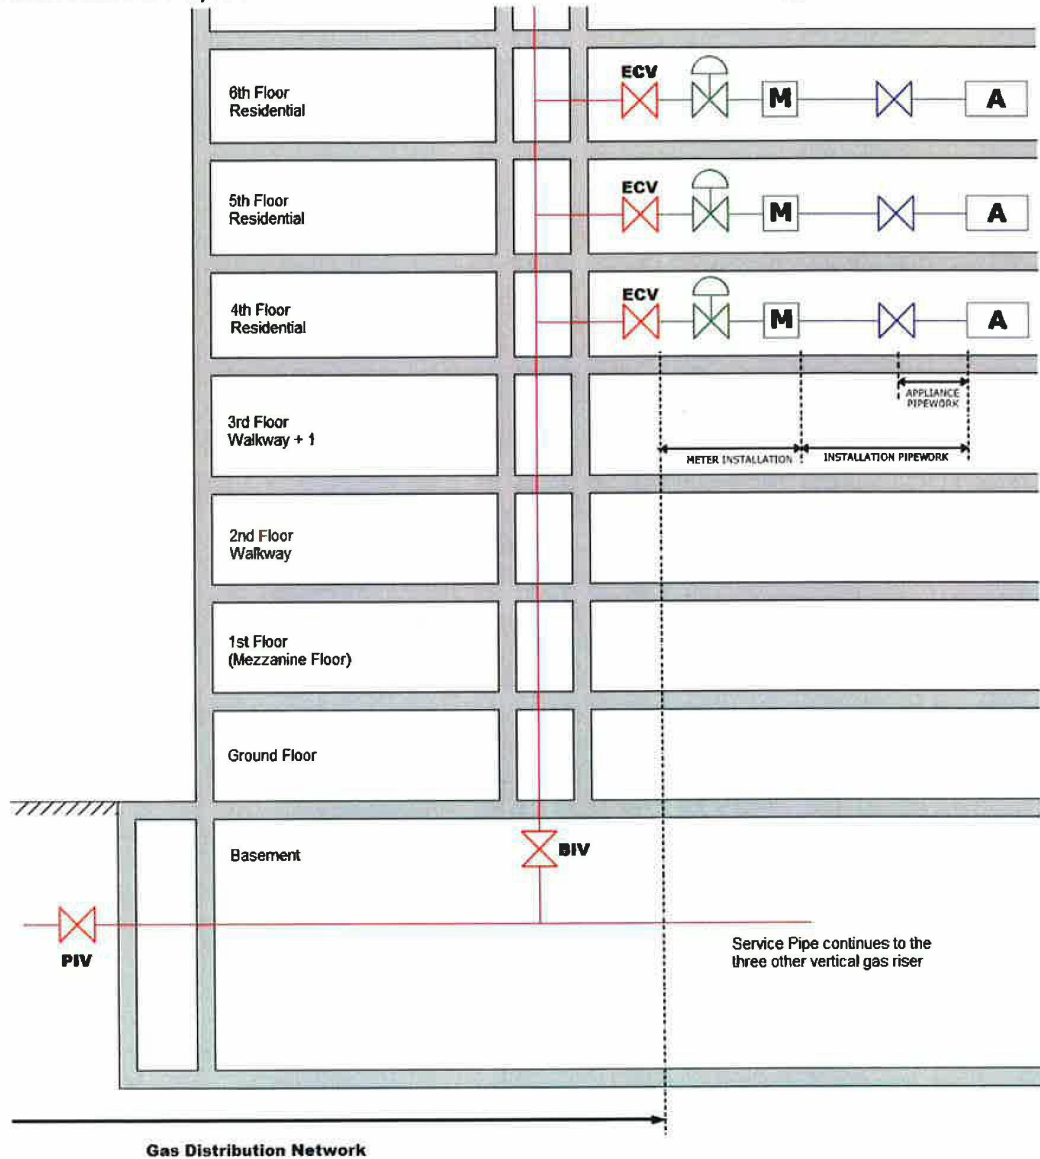 ECV
6th Floor
Residential
M
A
ECV
5th Floor
Residential
M
A
ECV
4th Floor
Residential
M
A
APPLIANCE
PIPEWORK
3rd Floor
Walkway + 1
METER INSTALLATION
INSTALLATION PIPEWORK
2nd Floor
Walkway
1st Floor
(Mezzanine Floor)
Ground Floor
Basement
BIV
PIV
Service Pipe continues to the
three other vertical gas riser
Gas Distribution Network